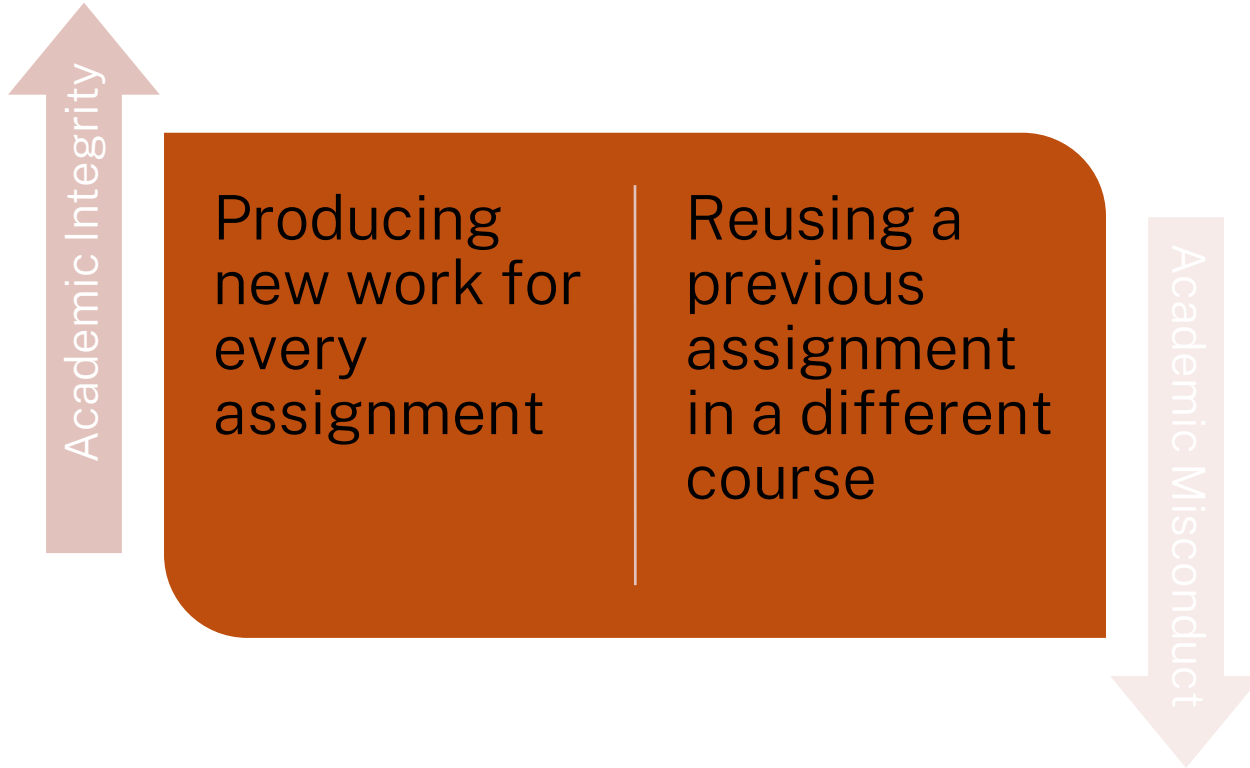 Academic Integrity
Producing
new work for
every
assignment
Reusing a
previous
assignment
in a different
course
Academic Misconduct